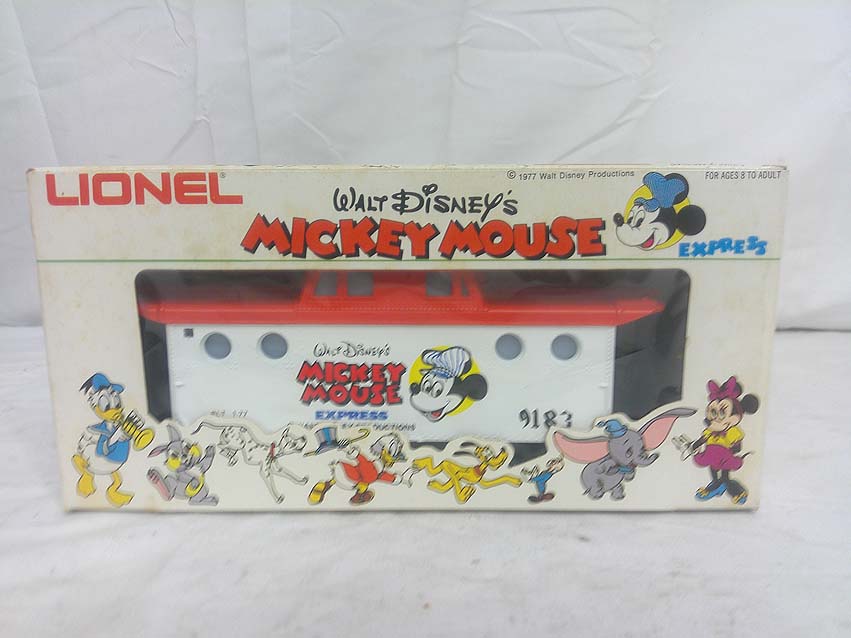 LIONEL®
© 1977 Walt Disney Productions
FOR AGES 8 TO ADULT
WALT DISNEY'S
MICKEY MOUSE
EXPRESS
WALT DISNEY'S
MICKEY
MOUSE
EXPRESS
9183